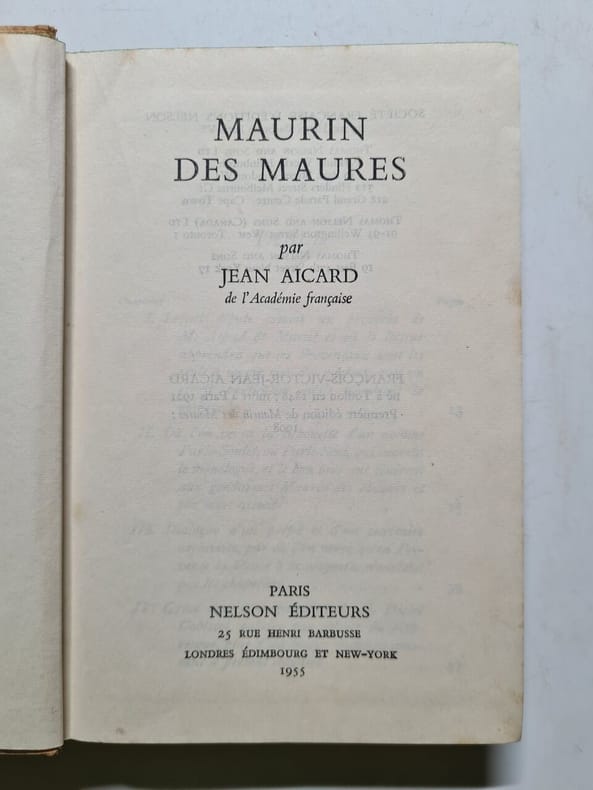 MAURIN
DES MAURES
par
JEAN AICARD
de l'Académie française
PARIS
NELSON ÉDITEURS
25 RUE HENRI BARBUSSE
LONDRES ÉDIMBOURG ET NEW-YORK
1955